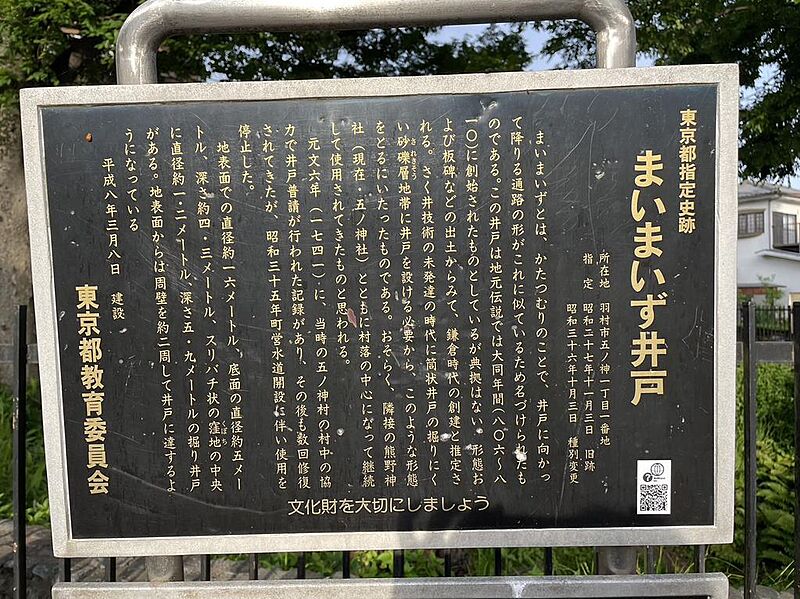 東京都指定史跡
まいまいず井戸
所在地 羽村市五ノ神一丁目一番地
指定 昭和二十七年十一月三日 旧跡
昭和三十六年十月三日 種別変更
まいまいずとは、かたつむりのことで、井戸に向かっ
て降りる通路の形がこれに似ているため名づけられたも
のである。この井戸は地元伝説では大同年間(八〇六~八
一〇)に創始されたものとしているが典拠はない。形態お
よび板碑などの出土からみて、鎌倉時代の創建と推定さ
れる。さく井技術の未発達の時代に筒状井戸の掘りにく
い砂礫層地帯に井戸を設ける必要から、このような形態
をとるにいたったものである。おそらく、隣接の熊野神
社(現在・五ノ神社)とともに村落の中心になって継続
して使用されてきたものと思われる。
元文六年(一七四一)に、当時の五ノ神村の村中の協
力で井戸普請が行われた記録があり、その後も数回修復
されてきたが、昭和三十五年町営水道開設に伴い使用を
停止した。
地表面での直径約一六メートル、底面の直径約五メー
トル、深さ約四・三メートル、スリバチ状の窪地の中央
に直径約一・二メートル、深さ五・九メートルの掘り井戸
がある。地表面からは周壁を約二周して井戸に達するよ
うになっている
平成八年三月八日 建設
東京都教育委員会
文化財を大切にしましょう